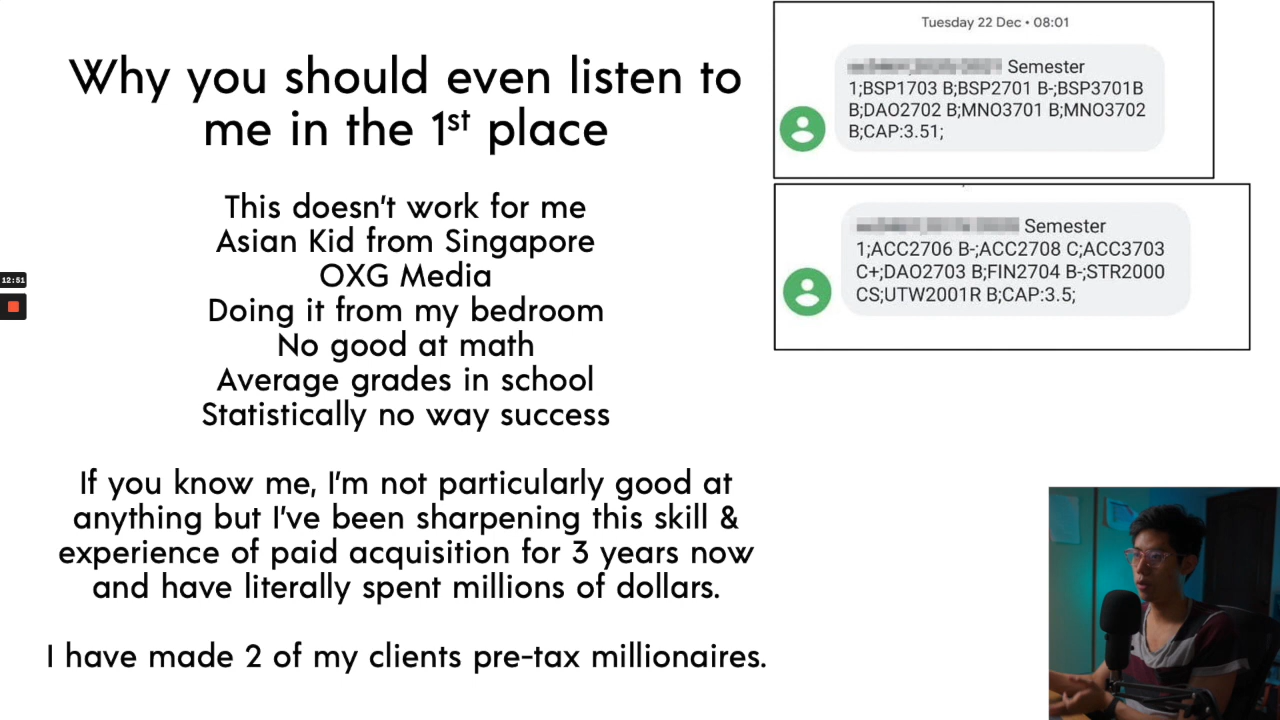 Why you should even listen to
me in the 1st place
This doesn't work for me
Asian Kid from Singapore
OXG Media
Doing it from my bedroom
No good at math
Average grades in school
Statistically no way success
If you know me, I'm not particularly good at
anything but I've been sharpening this skill &
experience of paid acquisition for 3 years now
and have literally spent millions of dollars.
I have made 2 of my clients pre-tax millionaires.
Tuesday 22 Dec • 08:01
Semester
1;BSP1703 B;BSP2701 B-;BSP3701B
B;DAO2702 B;MNO3701 B;MNO3702
B;CAP:3.51;
Semester
1;ACC2706 B-;ACC2708 C;ACC3703
C+;DAO2703 B;FIN2704 B-;STR2000
CS;UTW2001R B;CAP:3.5;
12:51